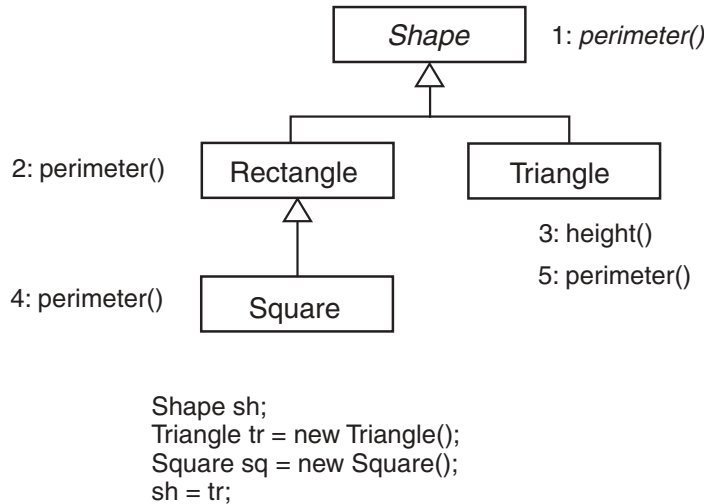 Shape
1: perimeter()
2: perimeter()
Rectangle
Triangle
3: height()
5: perimeter()
4: perimeter()
Square
Shape sh;
Triangle tr = new Triangle();
Square sq = new Square();
sh = tr;